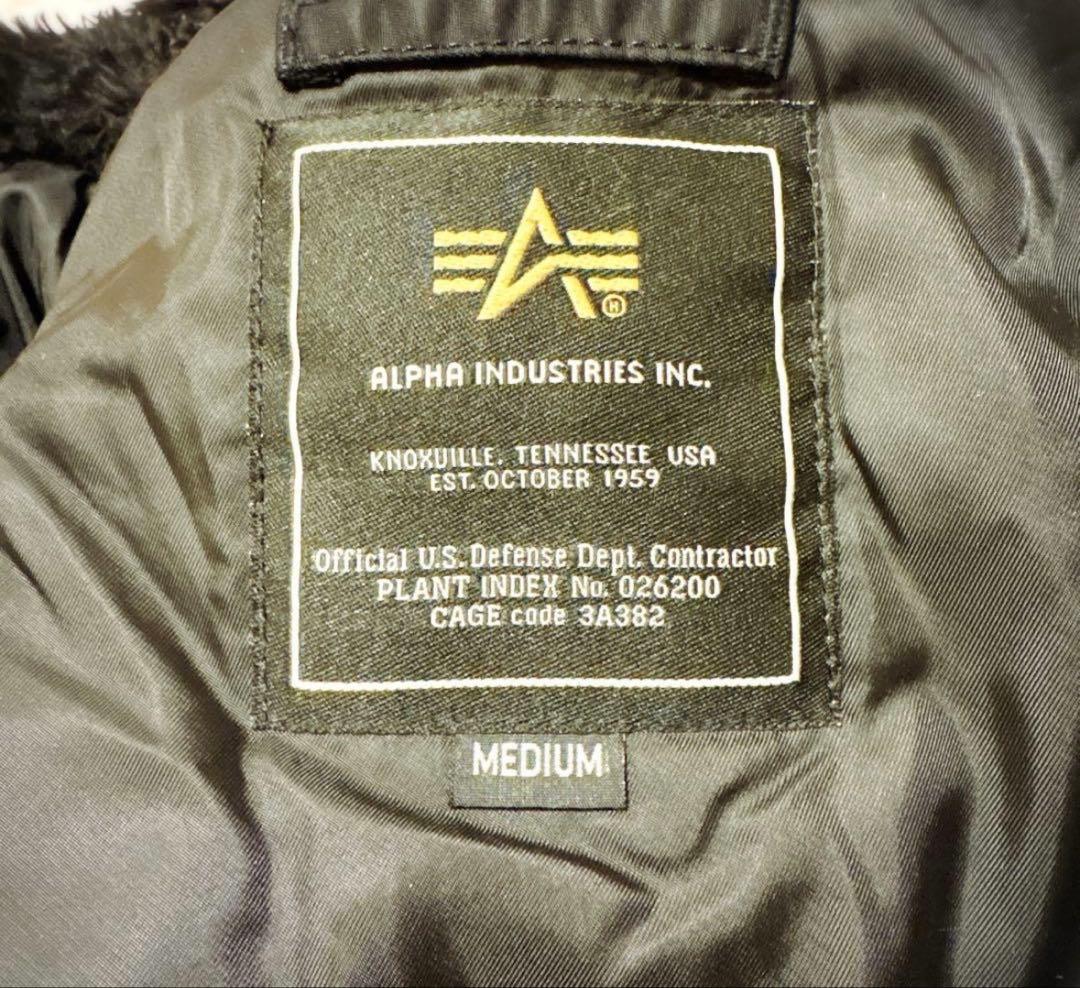 ALPHA INDUSTRIES INC.
KNOXVILLE, TENNESSEE USA
EST. OCTOBER 1959
Official U.S. Defense Dept. Contractor
PLANT INDEX No. 026200
CAGE code 3A382
MEDIUM